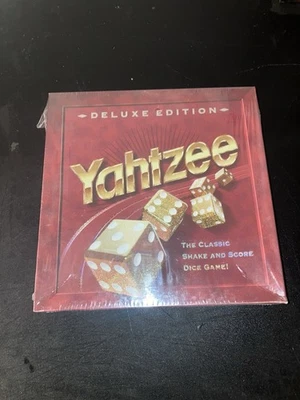 DELUXE EDITION
Yahtzee
THE CLASSIC
SHAKE AND SCORE
DICE GAME!